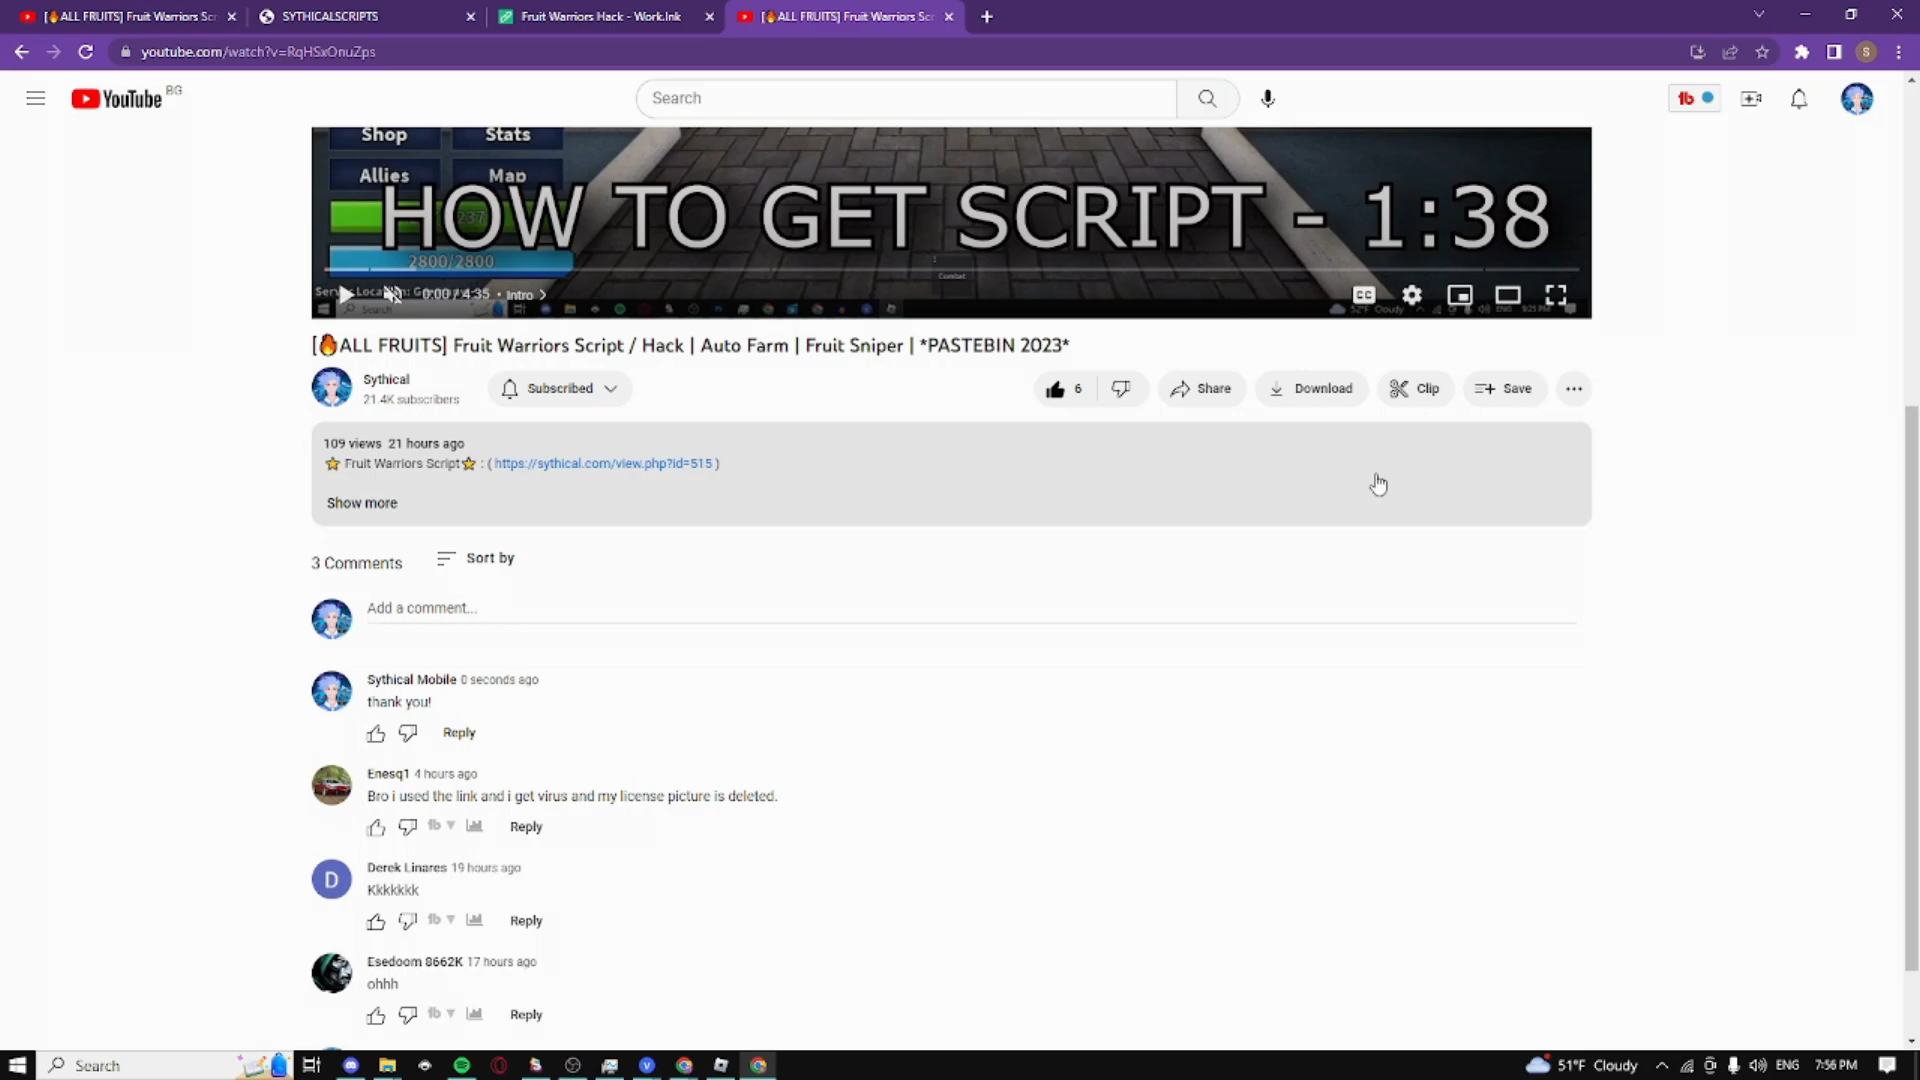 [🔥ALL FRUITS] Fruit Warriors Scr
SYTHICALSCRIPTS
Fruit Warriors Hack - Work.Ink
[🔥ALL FRUITS] Fruit Warriors Scr
youtube.com/watch?v=RqHSxOnuZps
S
YouTube BG
Search
tb
Shop
Stats
Allies
Map
HOW TO GET SCRIPT - 1:38
2800/2800
Combat
0:00 / 4:35 • Intro
CC
[🔥ALL FRUITS] Fruit Warriors Script / Hack | Auto Farm | Fruit Sniper | *PASTEBIN 2023*
Sythical
21.4K subscribers
Subscribed
6
Share
Download
Clip
Save
109 views 21 hours ago
⭐ Fruit Warriors Script⭐ : ( https://sythical.com/view.php?id=515 )
Show more
3 Comments
Sort by
Add a comment...
Sythical Mobile 0 seconds ago
thank you!
Reply
Enesq1 4 hours ago
Bro i used the link and i get virus and my license picture is deleted.
tb
Reply
D
Derek Linares 19 hours ago
Kkkkkkk
tb
Reply
Esedoom 8662K 17 hours ago
ohhh
tb
Reply
Search
51°F Cloudy
ENG
7:56 PM